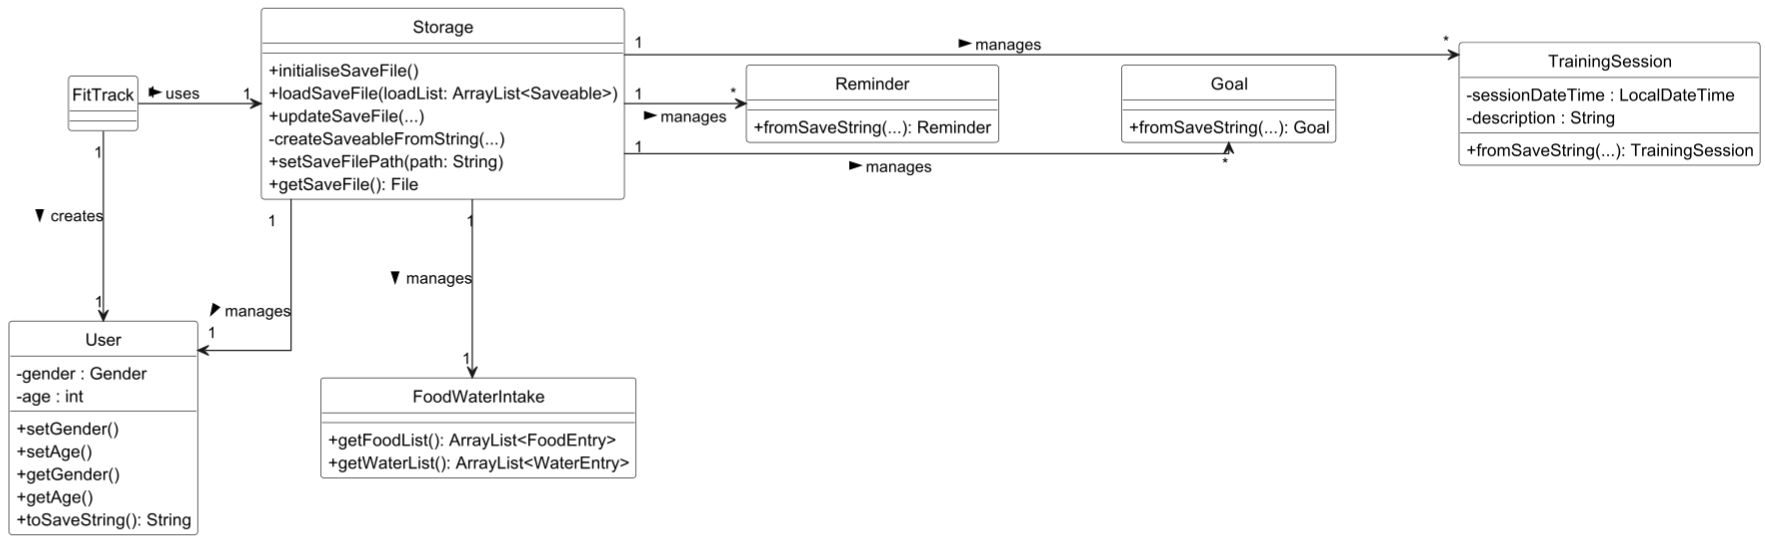 Storage
+initialiseSaveFile()
+loadSaveFile(loadList: ArrayList<Saveable>)
+updateSaveFile(...)
-createSaveableFromString(...)
+setSaveFilePath(path: String)
+getSaveFile(): File
FitTrack
uses
1
1
manages
*
1
manages
*
1
manages
*
Reminder
+fromSaveString(...): Reminder
Goal
+fromSaveString(...): Goal
TrainingSession
-sessionDateTime : LocalDateTime
-description : String
+fromSaveString(...): TrainingSession
1
creates
1
1
manages
1
1
manages
1
User
-gender : Gender
-age : int
+setGender()
+setAge()
+getGender()
+getAge()
+toSaveString(): String
FoodWaterIntake
+getFoodList(): ArrayList<FoodEntry>
+getWaterList(): ArrayList<WaterEntry>